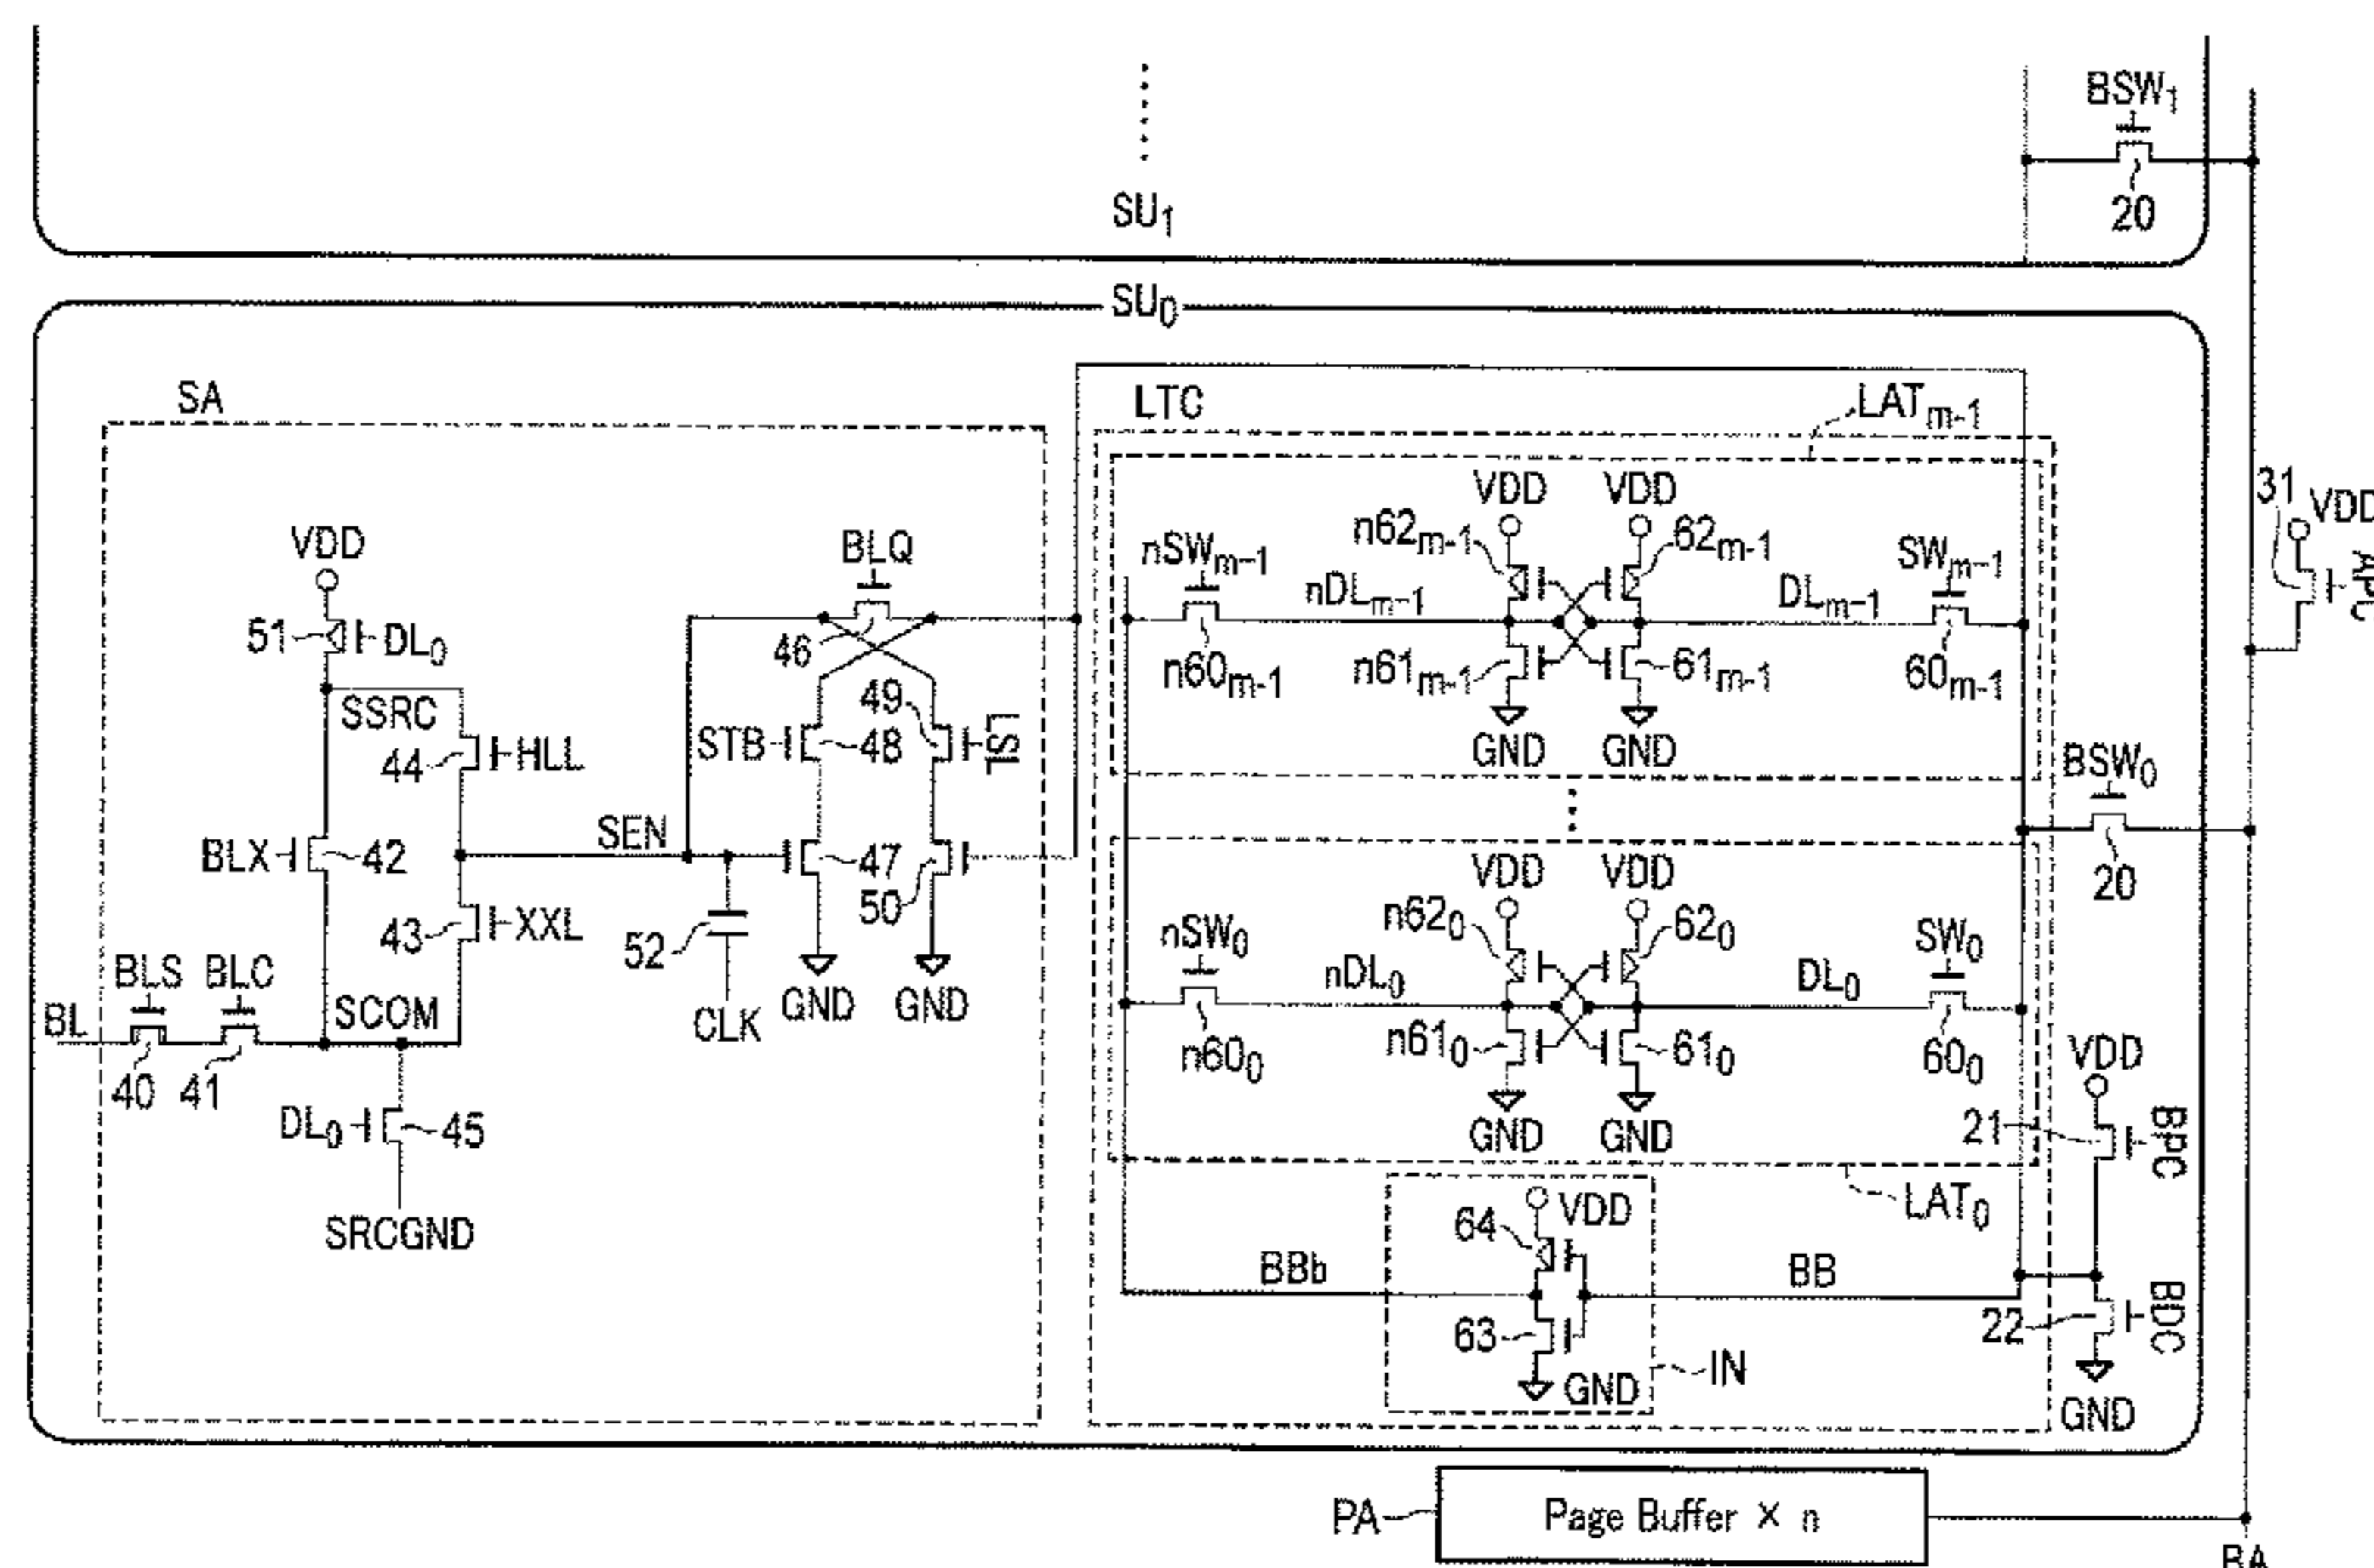 BSW1
20
SU1
SU0
SA
LTC
LATm-1
31
VDD
APC
VDD
BLQ
nSWm-1
n62m-1
VDD
VDD
62m-1
SWm-1
51
DL0
46
nDLm-1
DLm-1
n60m-1
n61m-1
61m-1
60m-1
SSRC
44
HLL
STB
48
49
LSL
GND
GND
BSW0
20
BLX
42
SEN
47
50
VDD
VDD
43
XXL
52
nSW0
n620
620
SW0
BL
BLS
BLC
SCOM
CLK
GND
GND
nDL0
DL0
40
41
n600
n610
610
600
VDD
DL0
45
GND
GND
21
BPC
SRCGND
64
VDD
LAT0
BBb
BB
63
22
BDC
GND
IN
GND
PA
Page Buffer × n
BA